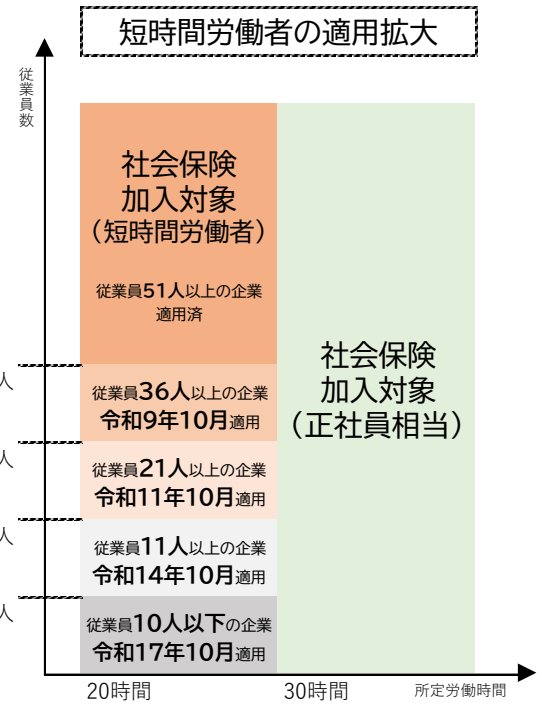 短時間労働者の適用拡大
従業員数
社会保険
加入対象
（短時間労働者）
従業員51人以上の企業
適用済
社会保険
加入対象
（正社員相当）
人
従業員36人以上の企業
令和9年10月適用
人
従業員21人以上の企業
令和11年10月適用
人
従業員11人以上の企業
令和14年10月適用
人
従業員10人以下の企業
令和17年10月適用
20時間
30時間
所定労働時間